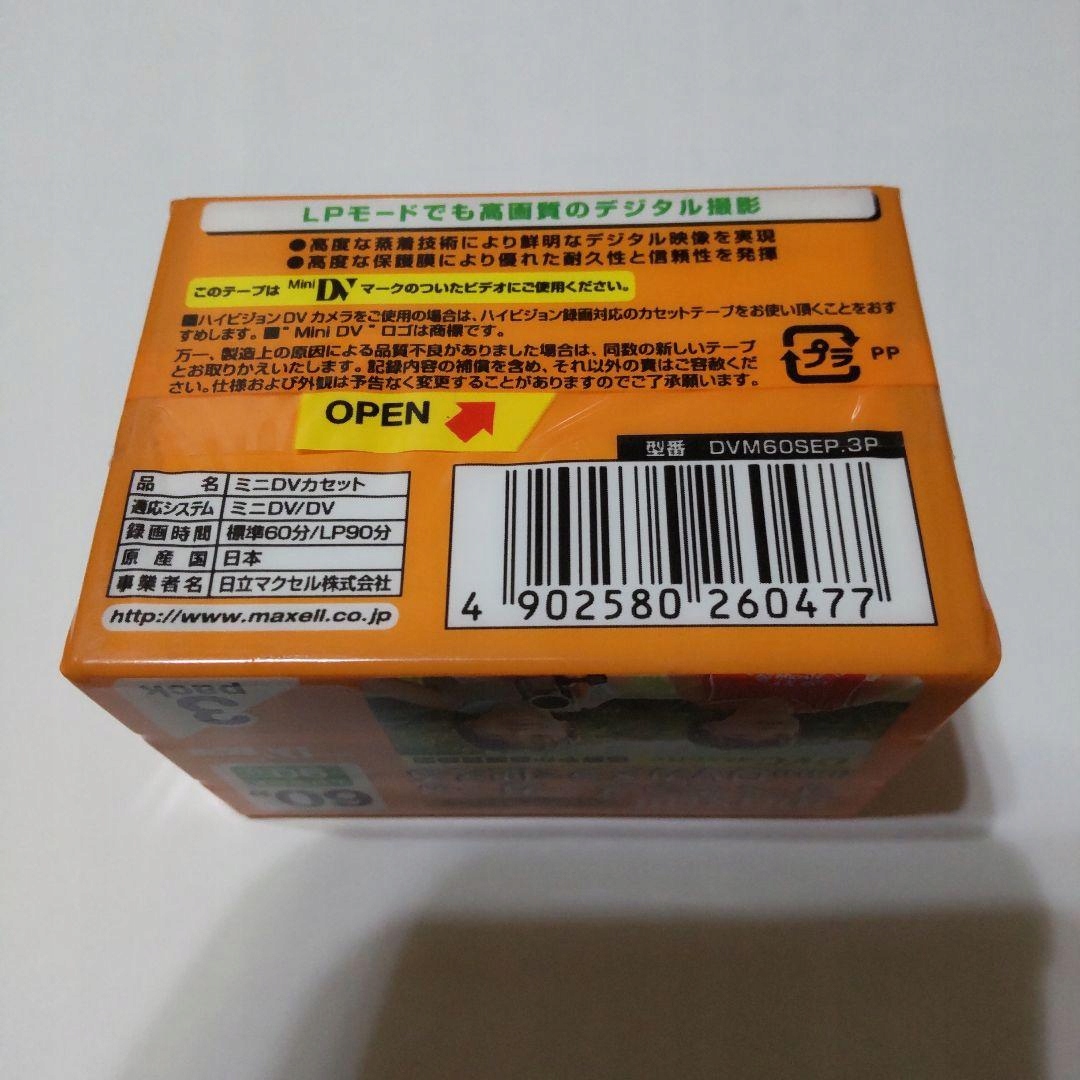 LPモードでも高画質のデジタル撮影
●高度な蒸着技術により鮮明なデジタル映像を実現
●高度な保護膜により優れた耐久性と信頼性を発揮
このテープは Mini DV マークのついたビデオにご使用ください。
■ハイビジョンDVカメラをご使用の場合は、ハイビジョン録画対応のカセットテープをお使い頂くことをおす
すめします。■“Mini DV”ロゴは商標です。
万一、製造上の原因による品質不良がありました場合は、同数の新しいテープ
とお取りかえいたします。記録内容の補償を含め、それ以外の責はご容赦くだ
さい。仕様および外観は予告なく変更することがありますのでご了承願います。
プラ PP
OPEN
型番 DVM60SEP.3P
品名 ミニDVカセット
適応システム ミニDV/DV
録画時間 標準60分/LP90分
原産国 日本
事業者名 日立マクセル株式会社
http://www.maxell.co.jp
4 902580 260477
3 pack
60